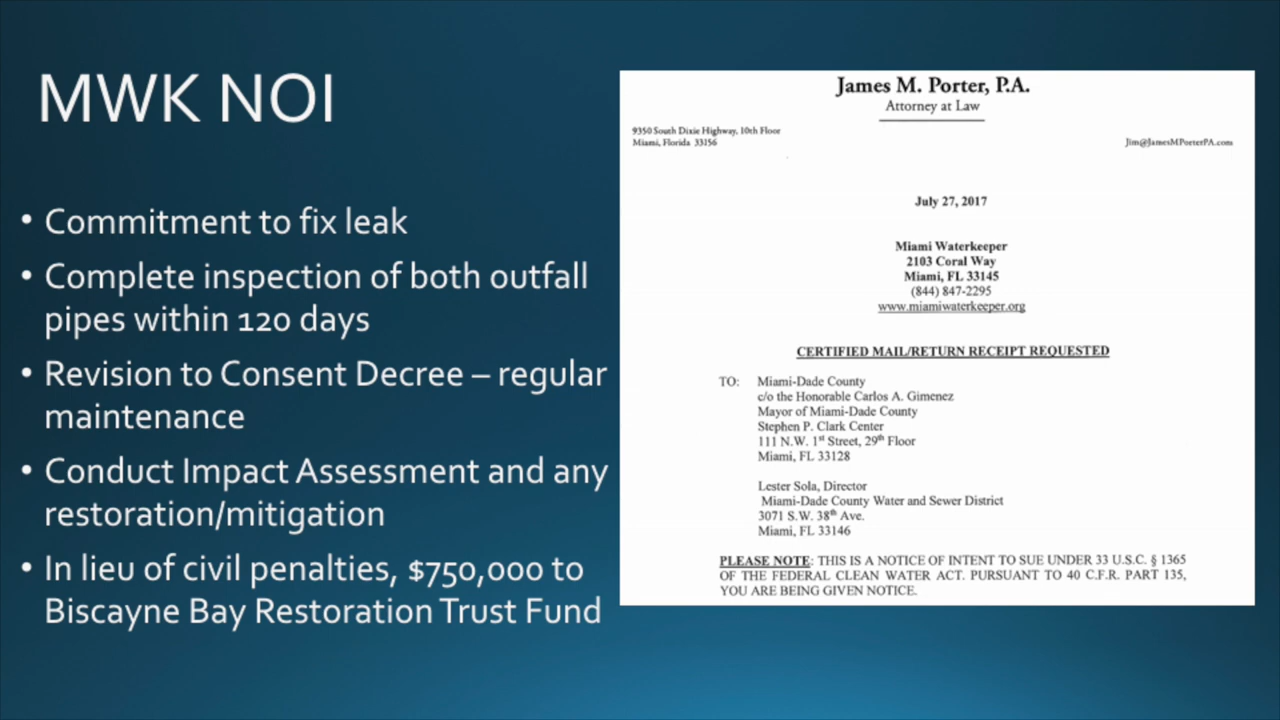 MWK NOI
• Commitment to fix leak
• Complete inspection of both outfall
pipes within 120 days
• Revision to Consent Decree – regular
maintenance
• Conduct Impact Assessment and any
restoration/mitigation
• In lieu of civil penalties, $750,000 to
Biscayne Bay Restoration Trust Fund
James M. Porter, P.A.
Attorney at Law
9350 South Dixie Highway, 10th Floor
Miami, Florida 33156
Jim@JamesMPorterPA.com
July 27, 2017
Miami Waterkeeper
2103 Coral Way
Miami, FL 33145
(844) 847-2295
www.miamiwaterkeeper.org
CERTIFIED MAIL/RETURN RECEIPT REQUESTED
TO: Miami-Dade County
c/o the Honorable Carlos A. Gimenez
Mayor of Miami-Dade County
Stephen P. Clark Center
111 N.W. 1st Street, 29th Floor
Miami, FL 33128
Lester Sola, Director
Miami-Dade County Water and Sewer District
3071 S.W. 38th Ave.
Miami, FL 33146
PLEASE NOTE: THIS IS A NOTICE OF INTENT TO SUE UNDER 33 U.S.C. § 1365
OF THE FEDERAL CLEAN WATER ACT. PURSUANT TO 40 C.F.R. PART 135,
YOU ARE BEING GIVEN NOTICE.